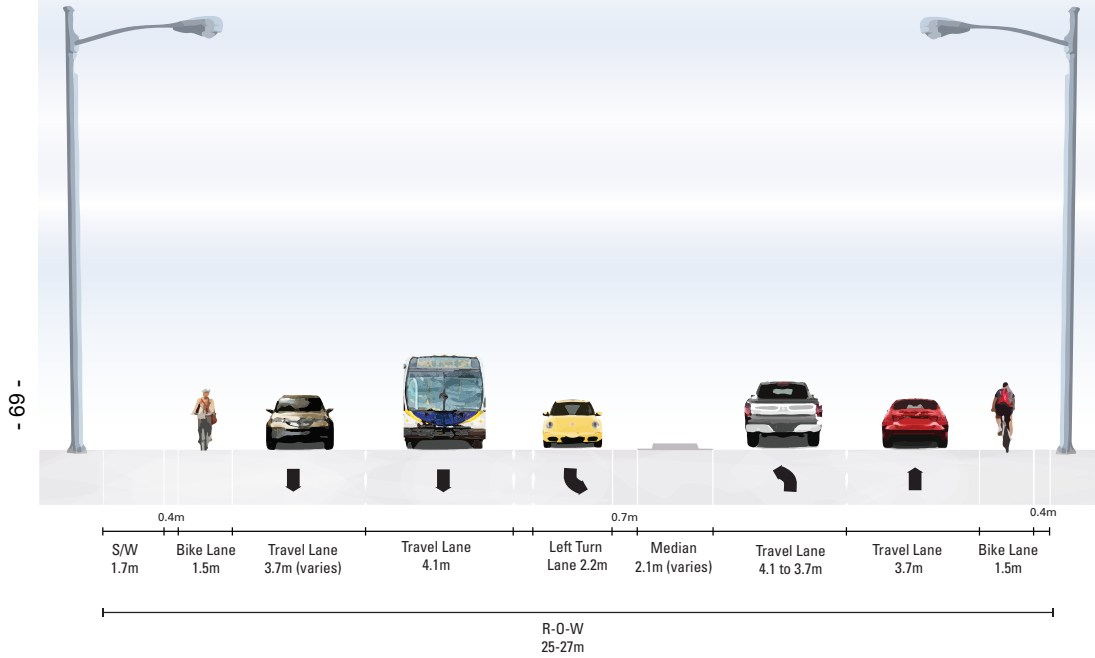 - 69 -
0.4m
0.7m
0.4m
S/W
1.7m
Bike Lane
1.5m
Travel Lane
3.7m (varies)
Travel Lane
4.1m
Left Turn
Lane 2.2m
Median
2.1m (varies)
Travel Lane
4.1 to 3.7m
Travel Lane
3.7m
Bike Lane
1.5m
R-O-W
25-27m